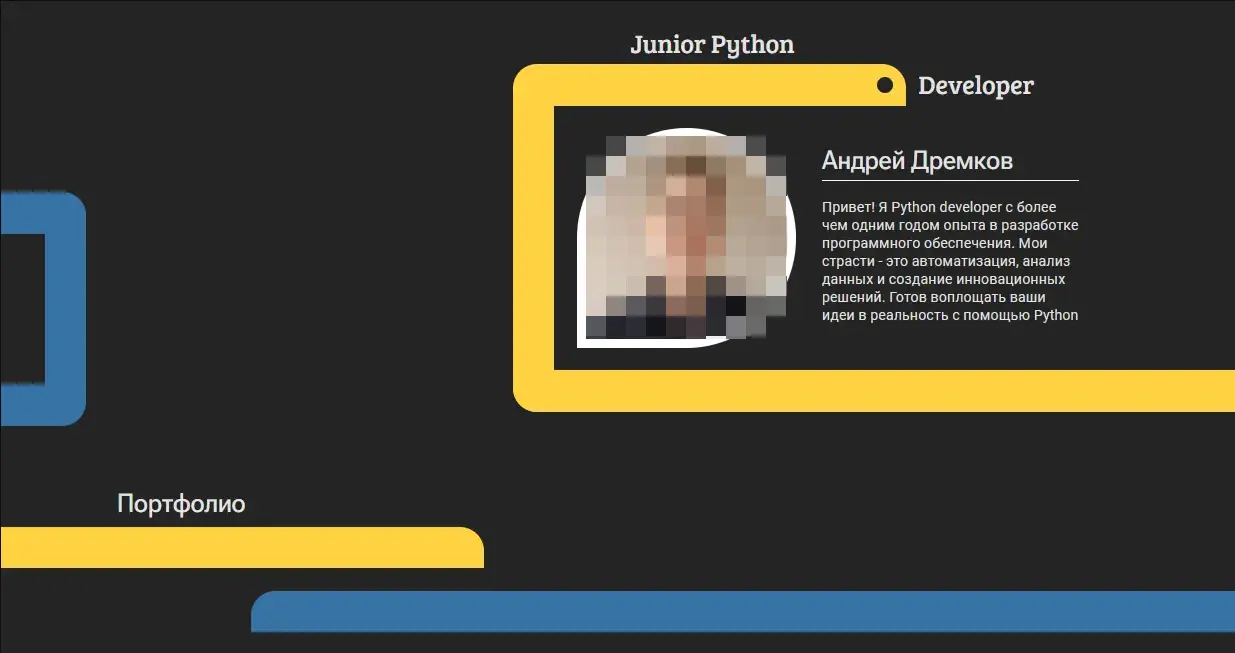 Junior Python
Developer
Андрей Дремков
Привет! Я Python developer с более
чем одним годом опыта в разработке
программного обеспечения. Мои
страсти - это автоматизация, анализ
данных и создание инновационных
решений. Готов воплощать ваши
идеи в реальность с помощью Python
Портфолио